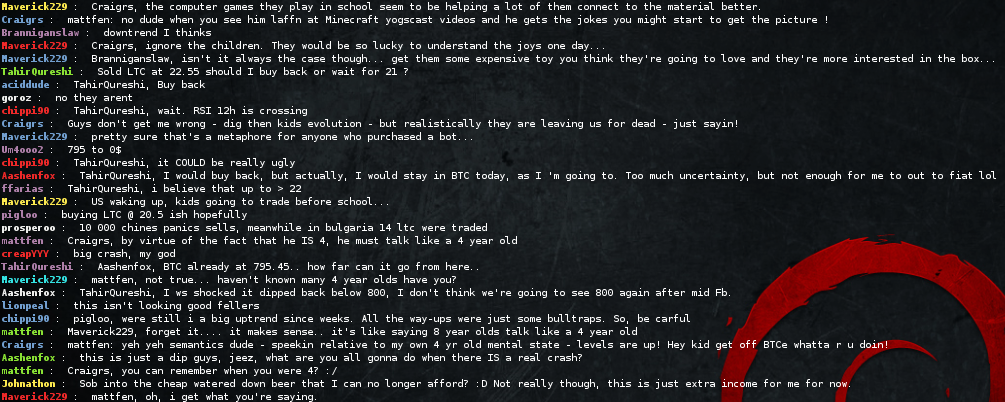 Maverick229 : Craigrs, the computer games they play in school seem to be helping a lot of them connect to the material better.
Craigrs : mattfen: no dude when you see him laffn at Minecraft yogscast videos and he gets the jokes you might start to get the picture !
Branniganslaw : downtrend I thinks
Maverick229 : Craigrs, ignore the children. They would be so lucky to understand the joys one day...
Maverick229 : Branniganslaw, isn't it always the case though... get them some expensive toy you think they're going to love and they're more interested in the box...
TahirQureshi : Sold LTC at 22.55 should I buy back or wait for 21 ?
aciddude : TahirQureshi, Buy back
goroz : no they arent
chippi90 : TahirQureshi, wait. RSI 12h is crossing
Craigrs : Guys don't get me wrong - dig then kids evolution - but realistically they are leaving us for dead - just sayin!
Maverick229 : pretty sure that's a metaphore for anyone who purchased a bot...
Um4ooo2 : 795 to 0$
chippi90 : TahirQureshi, it COULD be really ugly
Aashenfox : TahirQureshi, I would buy back, but actually, I would stay in BTC today, as I 'm going to. Too much uncertainty, but not enough for me to out to fiat lol
ffarias : TahirQureshi, i believe that up to > 22
Maverick229 : US waking up, kids going to trade before school...
pigloo : buying LTC @ 20.5 ish hopefully
prosperoo : 10 000 chines panics sells, meanwhile in bulgaria 14 ltc were traded
mattfen : Craigrs, by virtue of the fact that he IS 4, he must talk like a 4 year old
creapYYY : big crash, my god
TahirQureshi : Aashenfox, BTC already at 795.45.. how far can it go from here..
Maverick229 : mattfen, not true... haven't known many 4 year olds have you?
Aashenfox : TahirQureshi, I ws shocked it dipped back below 800, I don't think we're going to see 800 again after mid Fb.
lionpeal : this isn't looking good fellers
chippi90 : pigloo, were still i a big uptrend since weeks. All the way-ups were just some bulltraps. So, be carful
mattfen : Maverick229, forget it.... it makes sense.. it's like saying 8 year olds talk like a 4 year old
Craigrs : mattfen: yeh yeh semantics dude - speekin relative to my own 4 yr old mental state - levels are up! Hey kid get off BTCe whatta r u doin!
Aashenfox : this is just a dip guys, jeez, what are you all gonna do when there IS a real crash?
mattfen : Craigrs, you can remember when you were 4? :/
Johnathon : Sob into the cheap watered down beer that I can no longer afford? :D Not really though, this is just extra income for me for now.
Maverick229 : mattfen, oh, i get what you're saying.